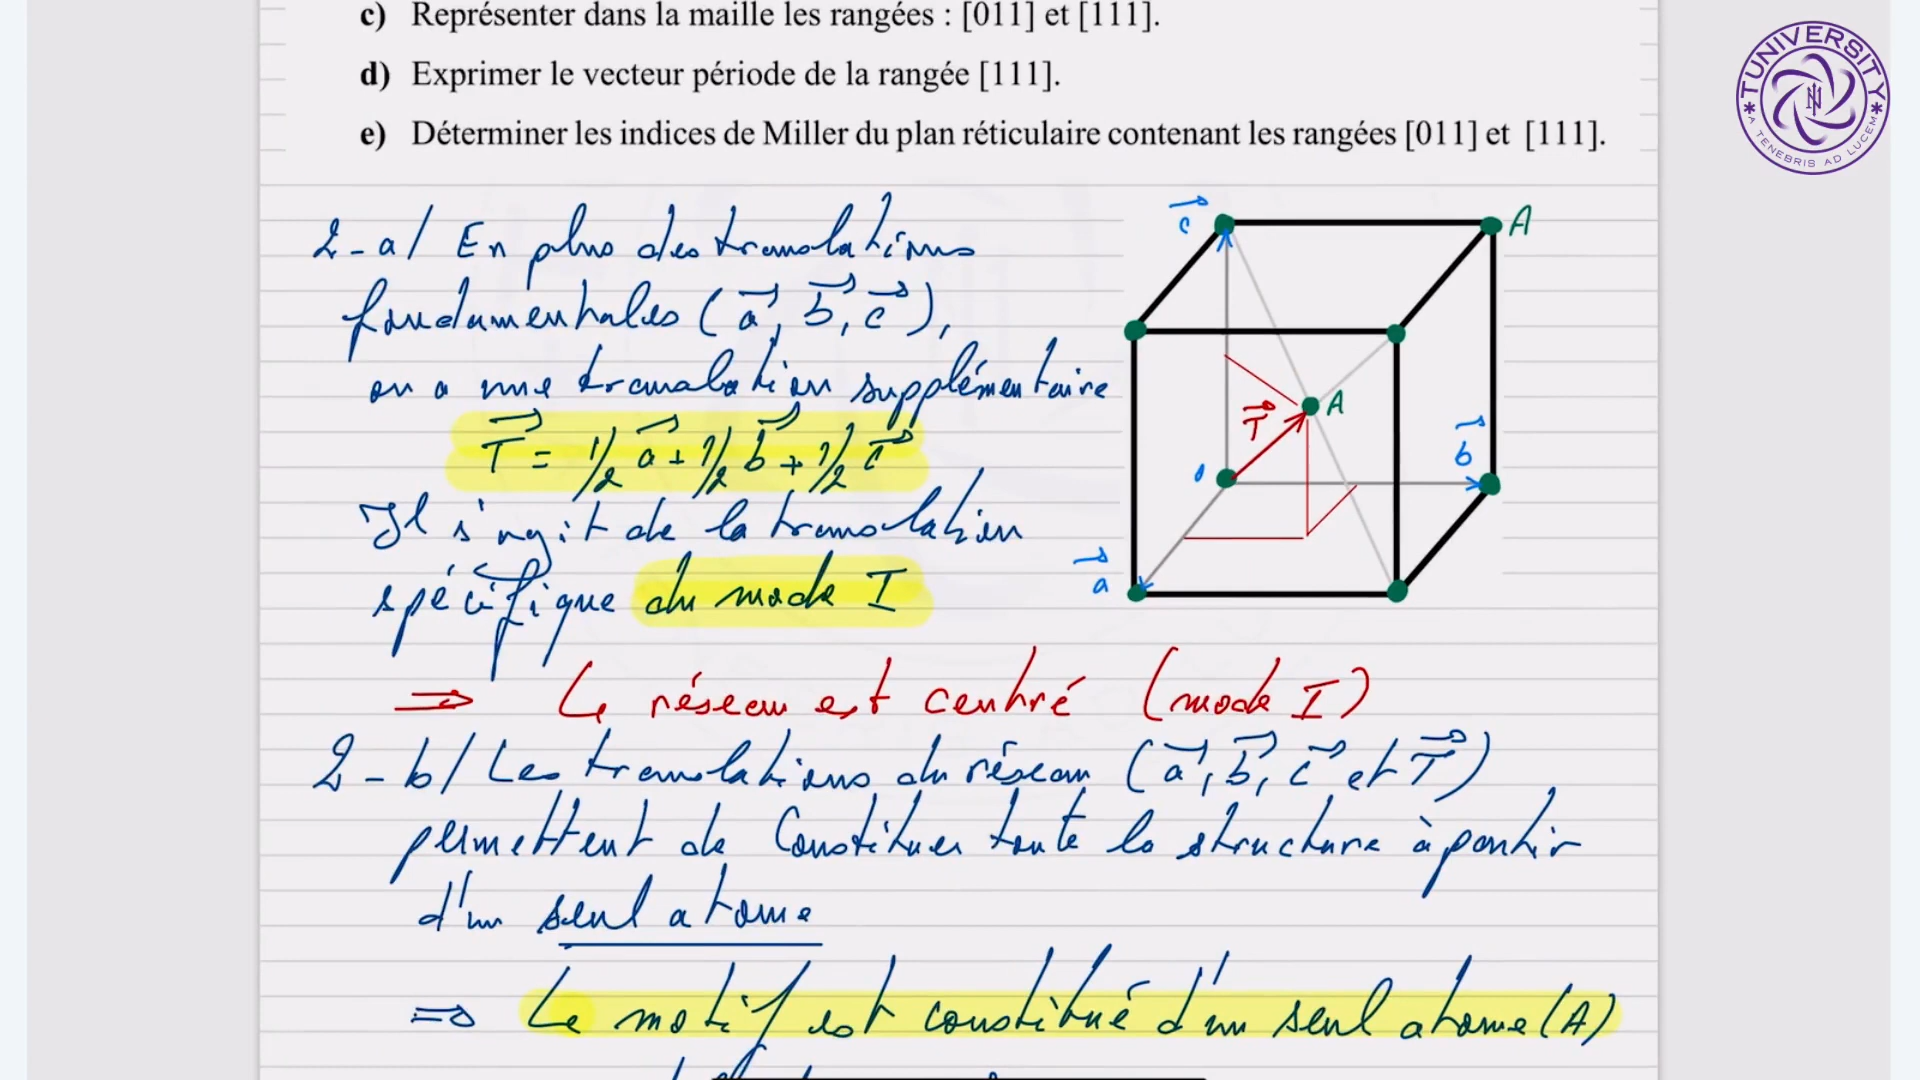 c) Représenter dans la maille les rangées : [011] et [111].
d) Exprimer le vecteur période de la rangée [111].
e) Déterminer les indices de Miller du plan réticulaire contenant les rangées [011] et [111].
TUNIVERSITY
A TENEBRIS AD LUCEM
2-a/ En plus des translations
fondamentales (a⃗, b⃗, c⃗),
on a une translation supplémentaire
T⃗ = 1/2 a⃗ + 1/2 b⃗ + 1/2 c⃗
Il s'agit de la translation
spécifique du mode I
c⃗
A
T⃗
A
b⃗
o
a⃗
⇒ Le réseau est centré (mode I)
2-b/ Les translations du réseau (a⃗, b⃗, c⃗ et T⃗)
permettent de constituer toute la structure à partir
d'un seul atome
⇒ Le motif est constitué d'un seul atome (A)